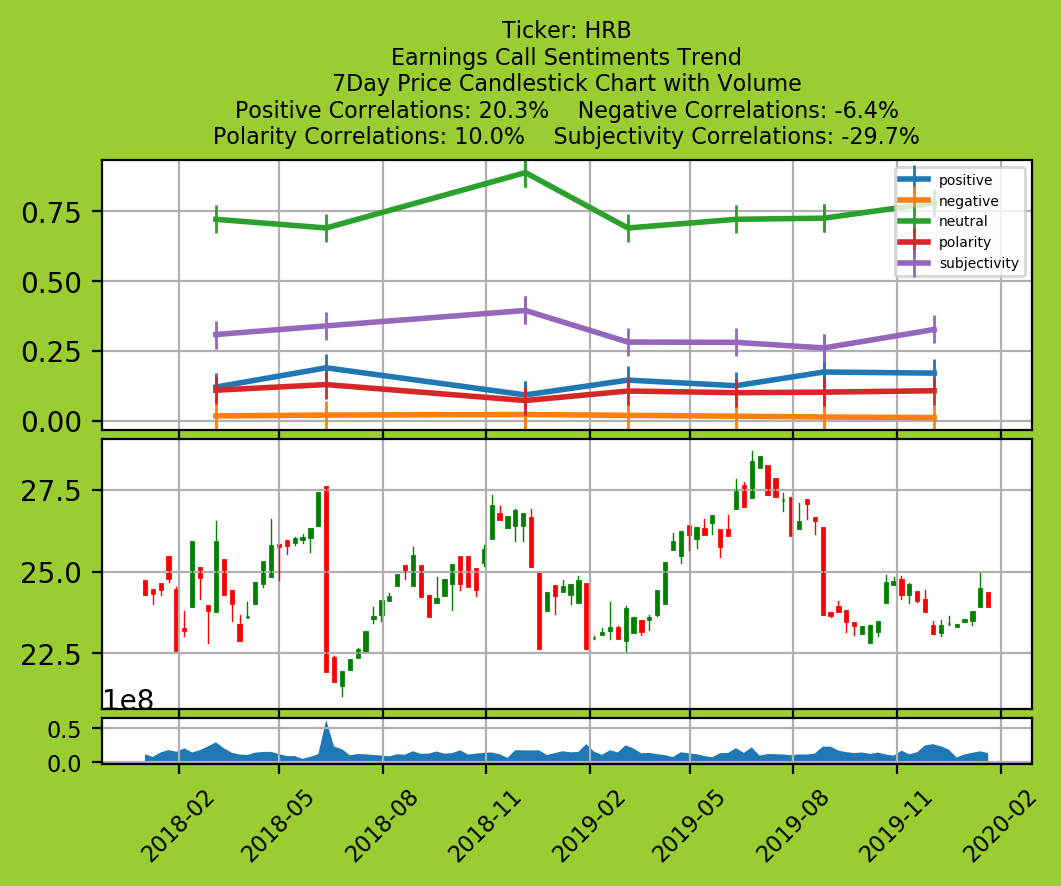 Ticker: HRB
Earnings Call Sentiments Trend
7Day Price Candlestick Chart with Volume
Positive Correlations: 20.3% Negative Correlations: -6.4%
Polarity Correlations: 10.0% Subjectivity Correlations: -29.7%
positive
negative
neutral
polarity
subjectivity
0.75
0.50
0.25
0.00
27.5
25.0
22.5
1e8
0.5
0.0
2018-02
2018-05
2018-08
2018-11
2019-02
2019-05
2019-08
2019-11
2020-02